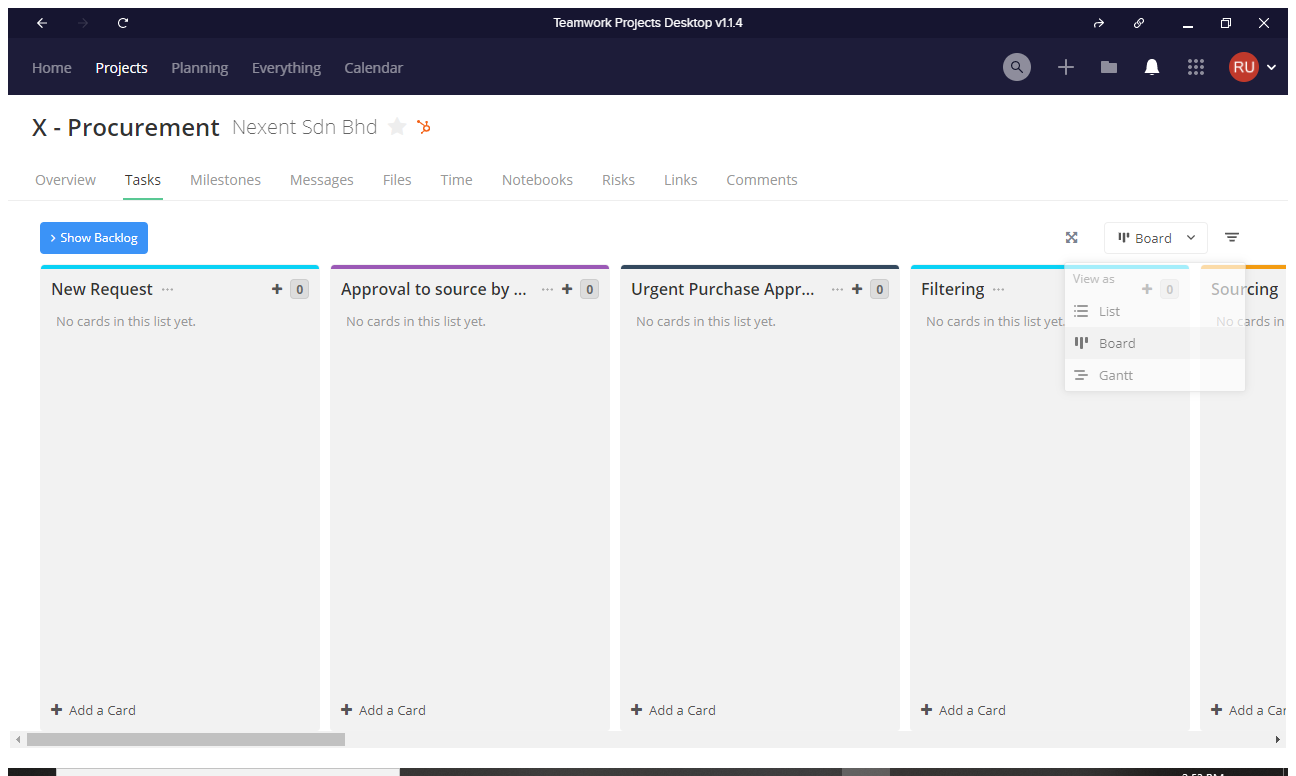 Teamwork Projects Desktop v1.1.4
Home Projects Planning Everything Calendar RU
X - Procurement Nexent Sdn Bhd
Overview Tasks Milestones Messages Files Time Notebooks Risks Links Comments
Show Backlog Board
View as
List
Board
Gantt
New Request ... + 0
No cards in this list yet.
+ Add a Card
Approval to source by ... ... + 0
No cards in this list yet.
+ Add a Card
Urgent Purchase Appr... ... + 0
No cards in this list yet.
+ Add a Card
Filtering ... + 0
No cards in this list yet.
+ Add a Card
Sourcing
No cards in
+ Add a Car